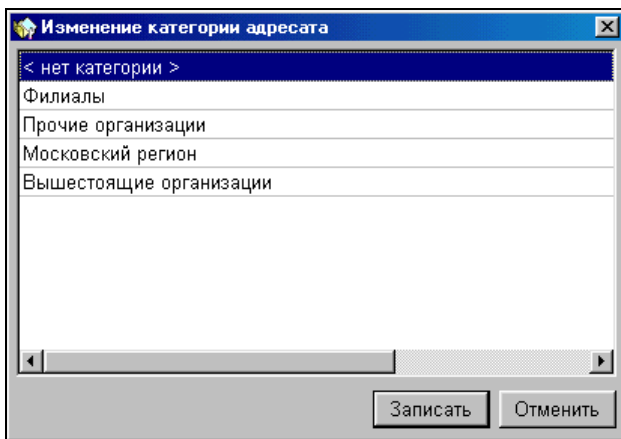 Изменение категории адресата
< нет категории >
Филиалы
Прочие организации
Московский регион
Вышестоящие организации
Записать Отменить